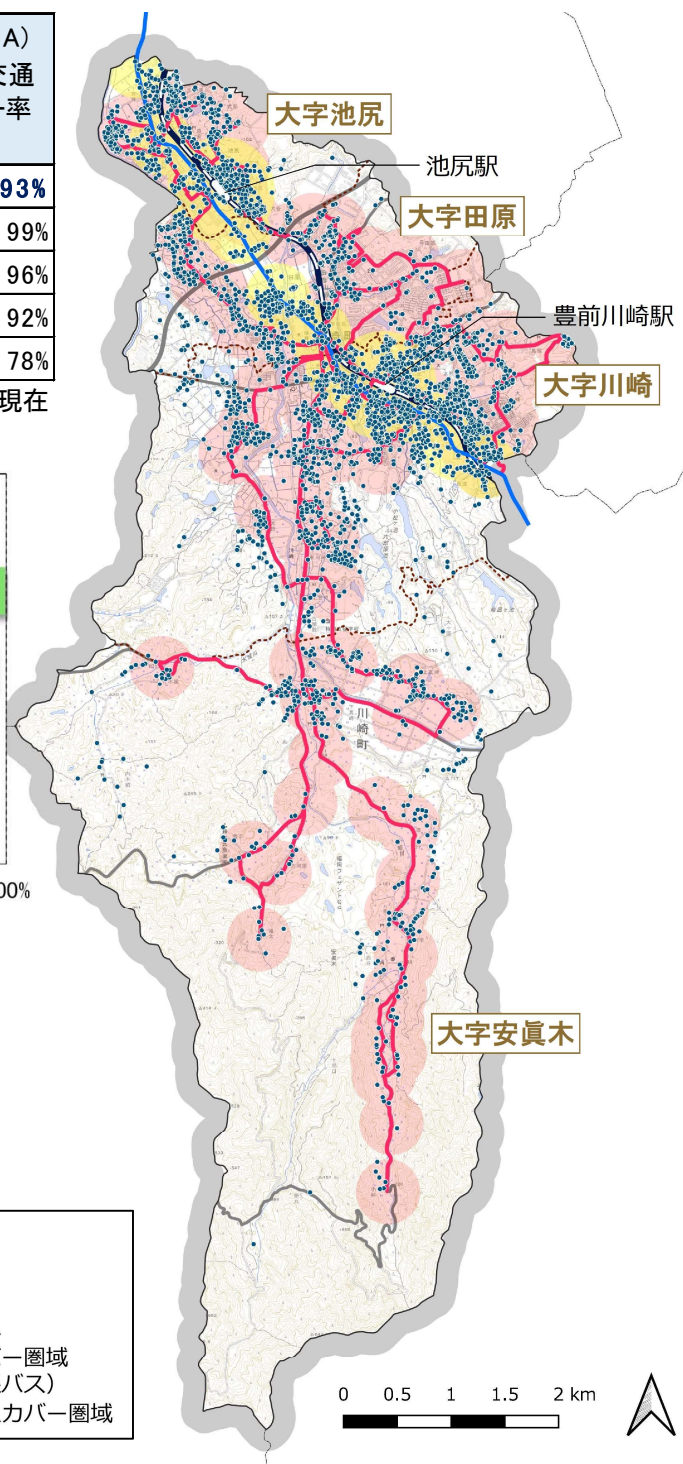 A)
交通
率
93%
99%
96%
92%
78%
現在
00%
大字池尻
池尻駅
大字田原
豊前川崎駅
大字川崎
川崎町
安眞木
大字安眞木
ー圏域
バス)
カバー圏域
0 0.5 1 1.5 2 km